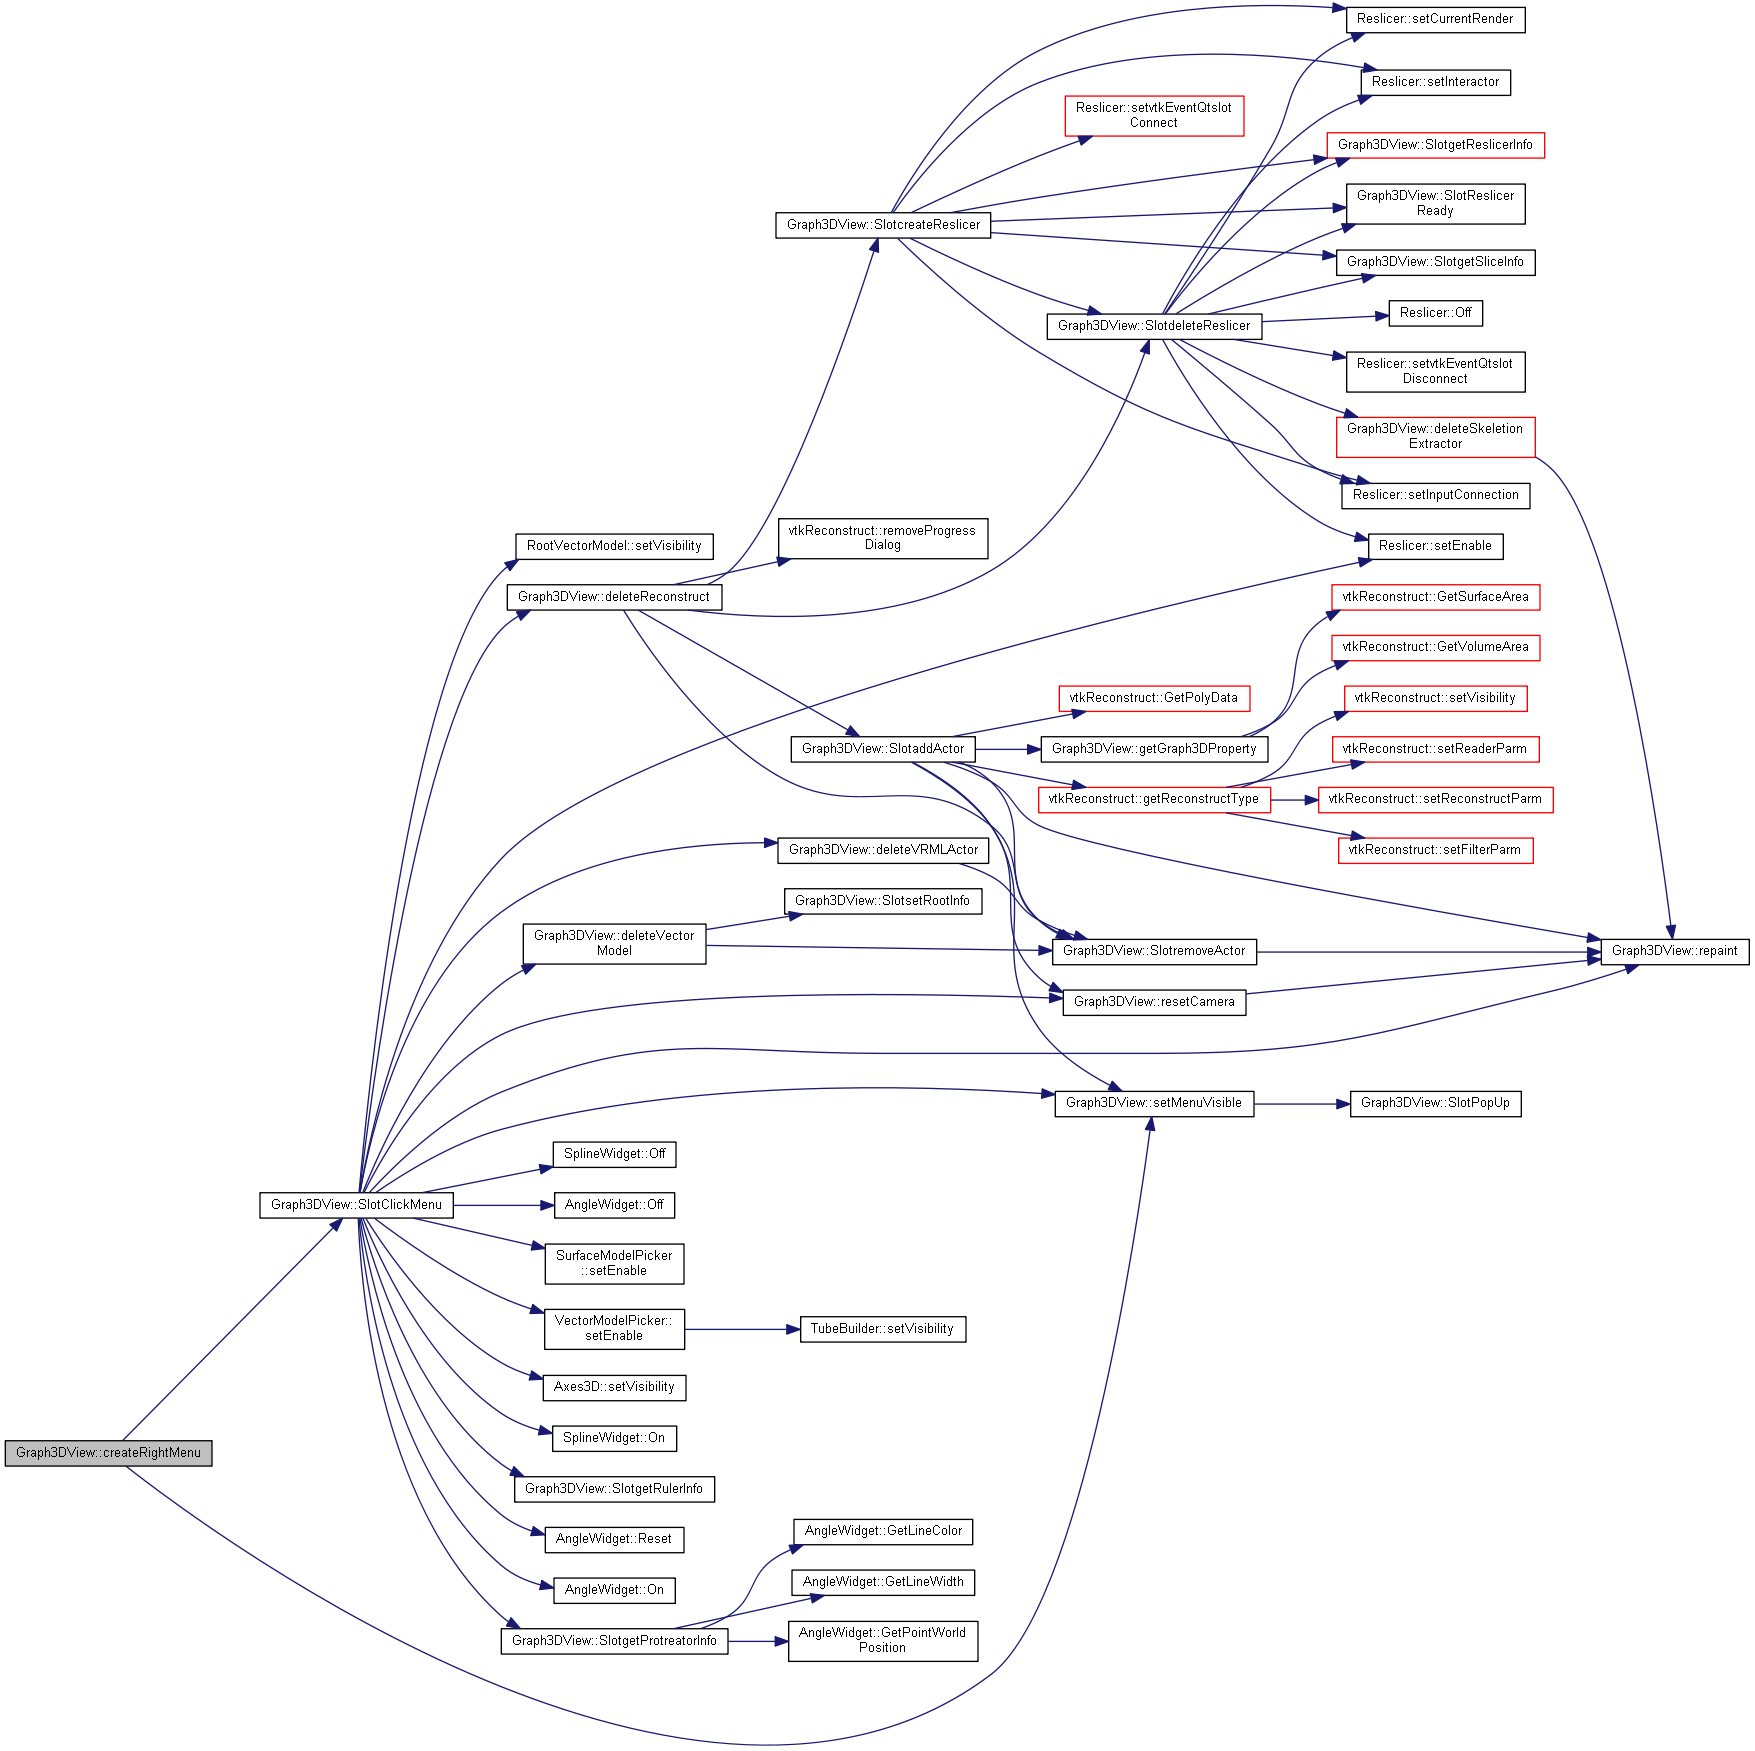 Reslicer::setCurrentRender
Reslicer::setInteractor
Reslicer::setvtkEventQtslot
Connect
Graph3DView::SlotgetReslicerInfo
Graph3DView::SlotReslicer
Ready
Graph3DView::SlotcreateReslicer
Graph3DView::SlotgetSliceInfo
Reslicer::Off
Graph3DView::SlotdeleteReslicer
Reslicer::setvtkEventQtslot
Disconnect
Graph3DView::deleteSkeletion
Extractor
Reslicer::setInputConnection
vtkReconstruct::removeProgress
Dialog
RootVectorModel::setVisibility
Reslicer::setEnable
Graph3DView::deleteReconstruct
vtkReconstruct::GetSurfaceArea
vtkReconstruct::GetVolumeArea
vtkReconstruct::GetPolyData
vtkReconstruct::setVisibility
Graph3DView::SlotaddActor
Graph3DView::getGraph3DProperty
vtkReconstruct::setReaderParm
vtkReconstruct::getReconstructType
vtkReconstruct::setReconstructParm
Graph3DView::deleteVRMLActor
vtkReconstruct::setFilterParm
Graph3DView::SlotsetRootInfo
Graph3DView::deleteVector
Model
Graph3DView::SlotremoveActor
Graph3DView::repaint
Graph3DView::resetCamera
Graph3DView::setMenuVisible
Graph3DView::SlotPopUp
SplineWidget::Off
Graph3DView::SlotClickMenu
AngleWidget::Off
SurfaceModelPicker
::setEnable
VectorModelPicker::
setEnable
TubeBuilder::setVisibility
Axes3D::setVisibility
SplineWidget::On
Graph3DView::createRightMenu
Graph3DView::SlotgetRulerInfo
AngleWidget::Reset
AngleWidget::GetLineColor
AngleWidget::On
AngleWidget::GetLineWidth
Graph3DView::SlotgetProtreatorInfo
AngleWidget::GetPointWorld
Position